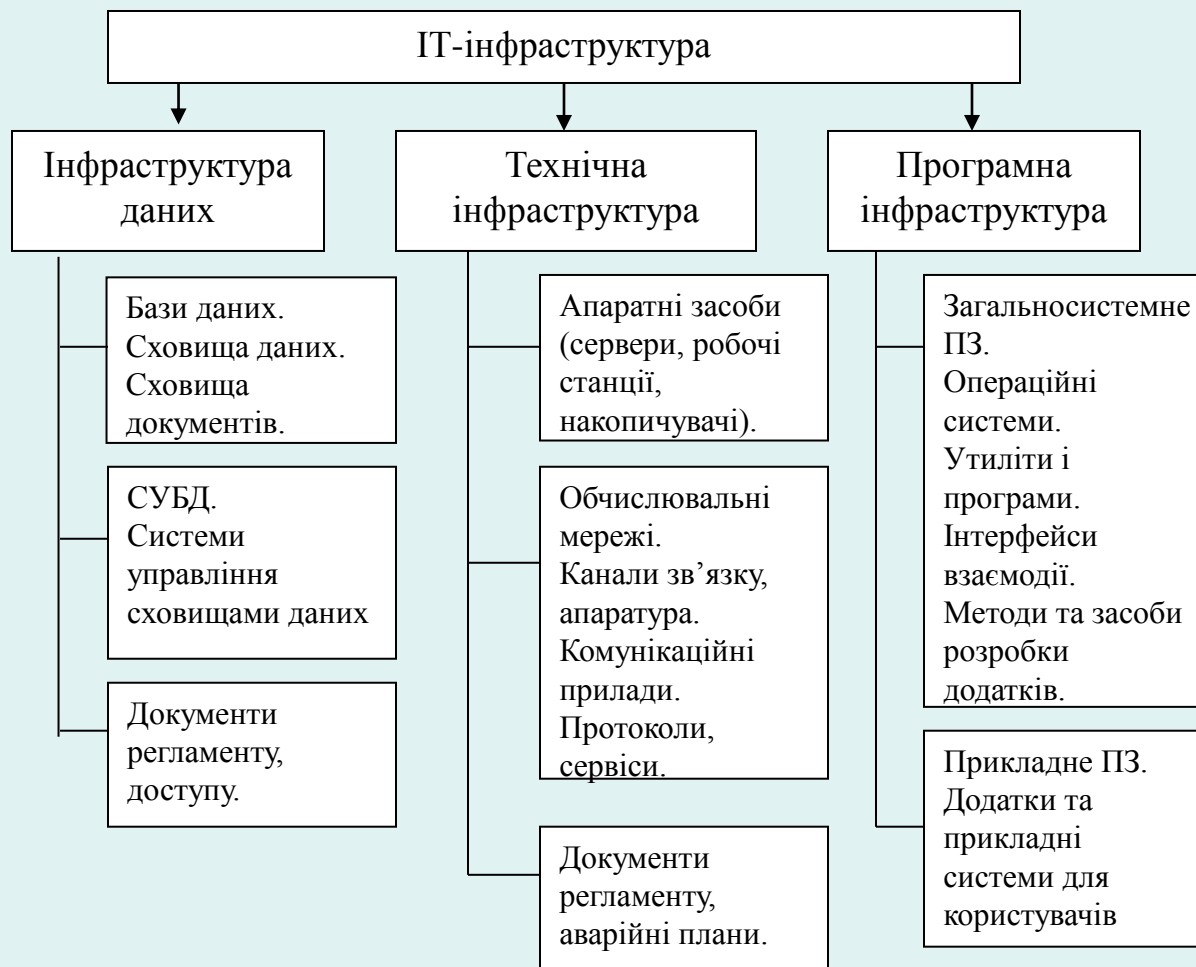 ІТ-інфраструктура
Інфраструктура
даних
Технічна
інфраструктура
Програмна
інфраструктура
Бази даних.
Сховища даних.
Сховища
документів.
СУБД.
Системи
управління
сховищами даних
Документи
регламенту,
доступу.
Апаратні засоби
(сервери, робочі
станції,
накопичувачі).
Обчислювальні
мережі.
Канали зв’язку,
апаратура.
Комунікаційні
прилади.
Протоколи,
сервіси.
Документи
регламенту,
аварійні плани.
Загальносистемне
ПЗ.
Операційні
системи.
Утиліти і
програми.
Інтерфейси
взаємодії.
Методи та засоби
розробки
додатків.
Прикладне ПЗ.
Додатки та
прикладні
системи для
користувачів